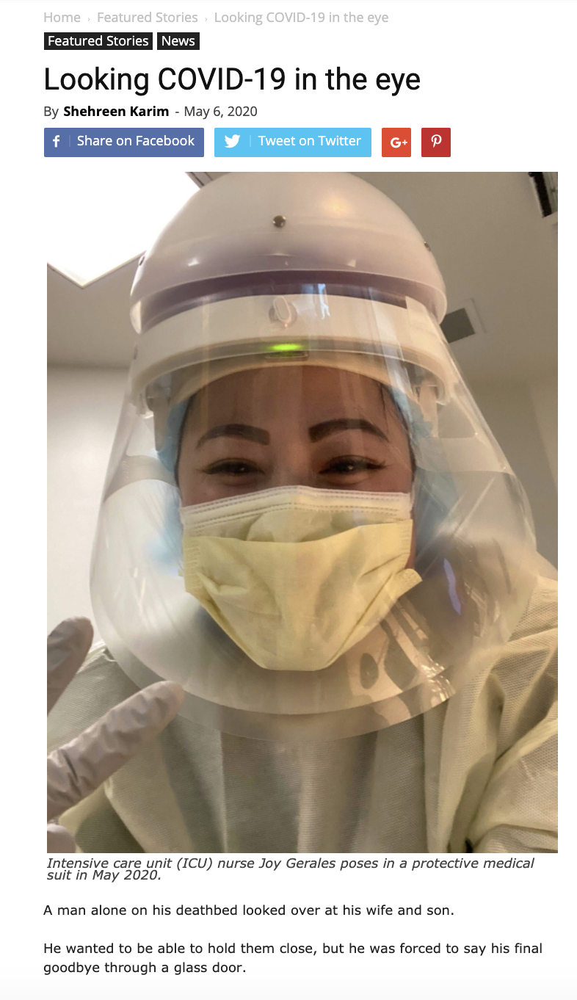 Home › Featured Stories › Looking COVID-19 in the eye
Featured Stories News
Looking COVID-19 in the eye
By Shehreen Karim - May 6, 2020
f Share on Facebook Tweet on Twitter G+
Intensive care unit (ICU) nurse Joy Gerales poses in a protective medical
suit in May 2020.
A man alone on his deathbed looked over at his wife and son.
He wanted to be able to hold them close, but he was forced to say his final
goodbye through a glass door.